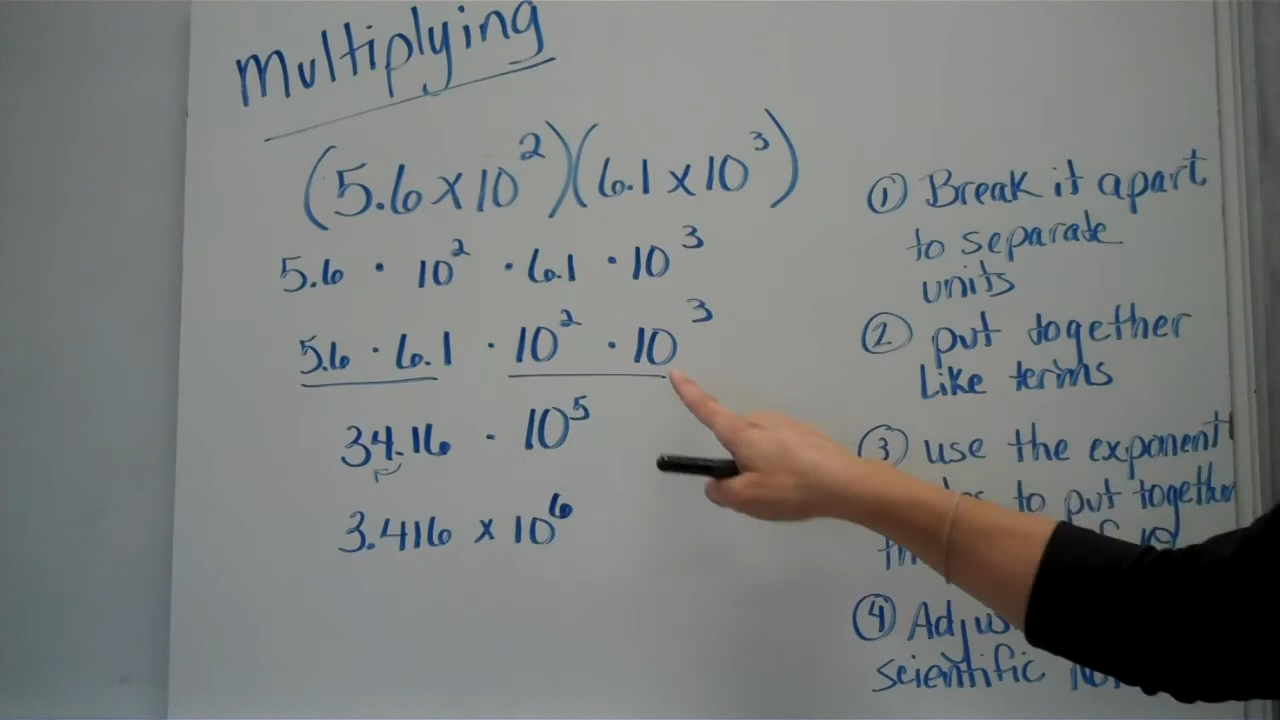 Multiplying
(5.6 x 10²)(6.1 x 10³)
5.6 · 10² · 6.1 · 10³
5.6 · 6.1 · 10² · 10³
34.16 · 10⁵
3.416 x 10⁶
① Break it apart
to separate
units
② put together
Like terms
③ use the exponent
to put together
④
scientific